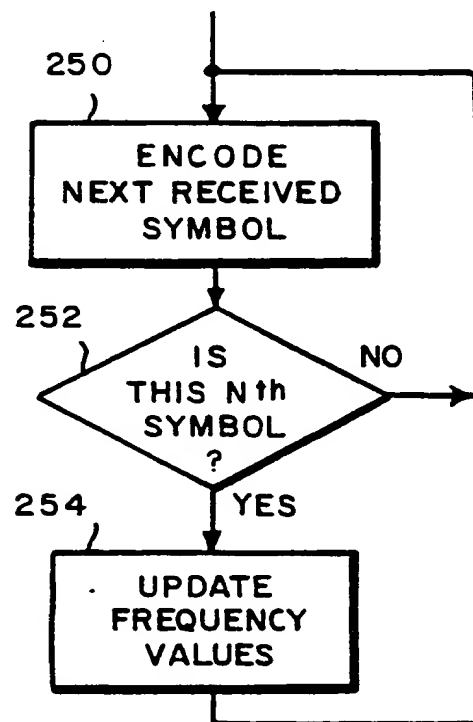 250
ENCODE
NEXT RECEIVED
SYMBOL
252
IS
THIS Nth
SYMBOL
?
NO
YES
254
UPDATE
FREQUENCY
VALUES